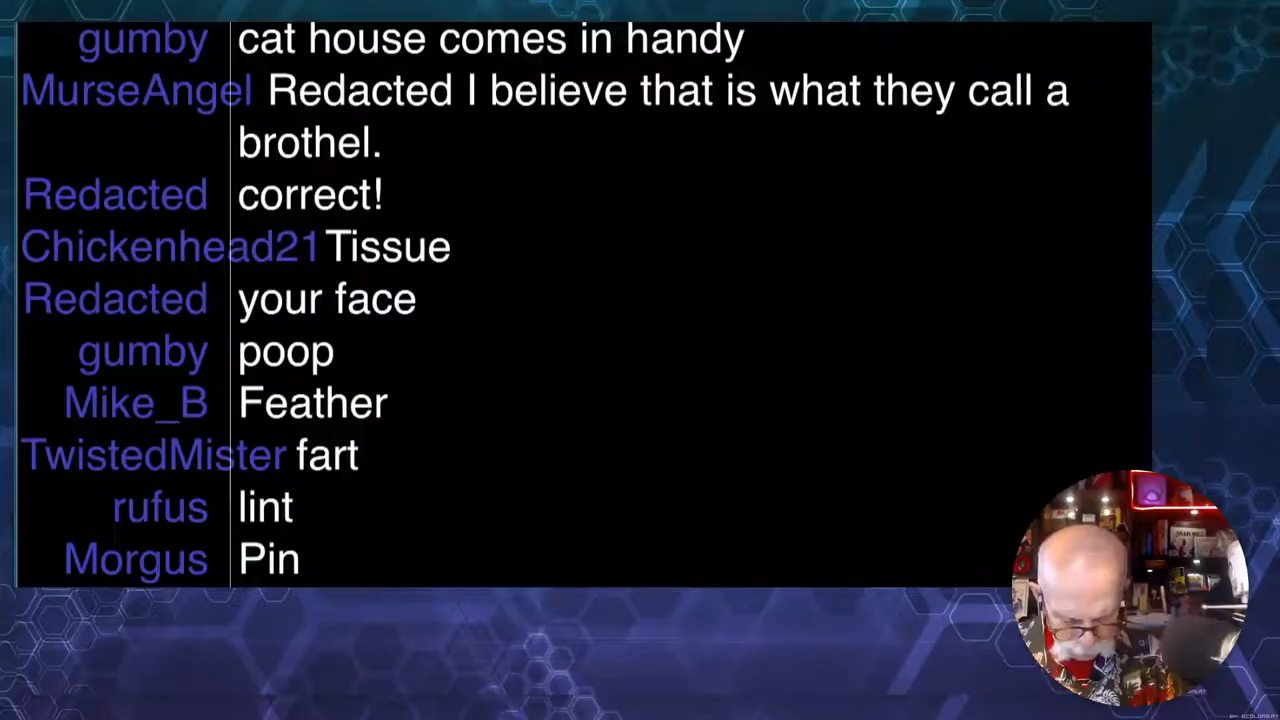 gumby cat house comes in handy
MurseAngel Redacted I believe that is what they call a
brothel.
Redacted correct!
Chickenhead21 Tissue
Redacted your face
gumby poop
Mike_B Feather
TwistedMister fart
rufus lint
Morgus Pin